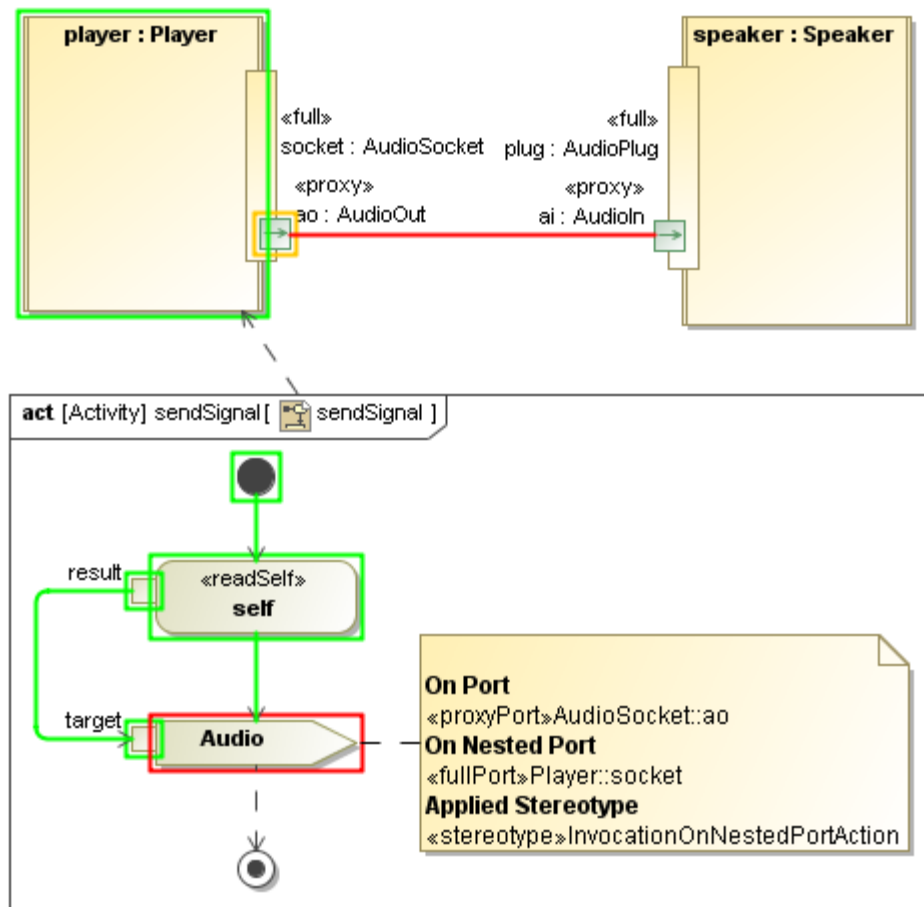 player : Player
speaker : Speaker
«full»
socket : AudioSocket
«full»
plug : AudioPlug
«proxy»
ao : AudioOut
«proxy»
ai : AudioIn
act [Activity] sendSignal[ sendSignal ]
result
«readSelf»
self
target
Audio
On Port
«proxyPort»AudioSocket::ao
On Nested Port
«fullPort»Player::socket
Applied Stereotype
«stereotype»InvocationOnNestedPortAction